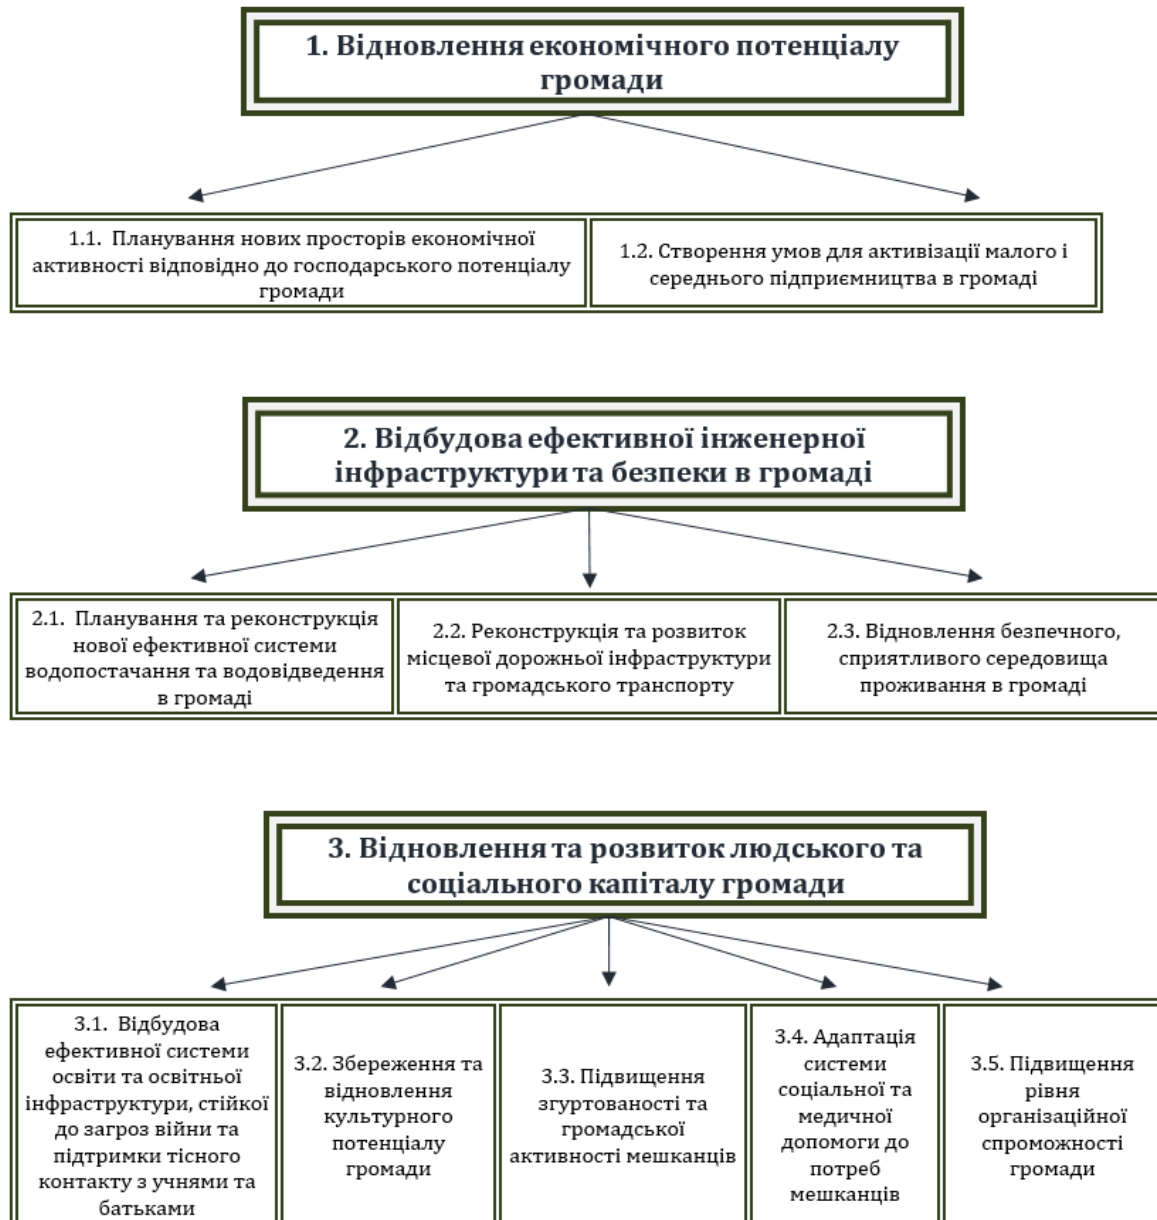 1. Відновлення економічного потенціалу
громади
1.1. Планування нових просторів економічної
активності відповідно до господарського потенціалу
громади
1.2. Створення умов для активізації малого і
середнього підприємництва в громаді
2. Відбудова ефективної інженерної
інфраструктури та безпеки в громаді
2.1. Планування та реконструкція
нової ефективної системи
водопостачання та водовідведення
в громаді
2.2. Реконструкція та розвиток
місцевої дорожньої інфраструктури
та громадського транспорту
2.3. Відновлення безпечного,
сприятливого середовища
проживання в громаді
3. Відновлення та розвиток людського та
соціального капіталу громади
3.1. Відбудова
ефективної системи
освіти та освітньої
інфраструктури, стійкої
до загроз війни та
підтримки тісного
контакту з учнями та
батьками
3.2. Збереження та
відновлення
культурного
потенціалу
громади
3.3. Підвищення
згуртованості та
громадської
активності мешканців
3.4. Адаптація
системи
соціальної та
медичної
допомоги до
потреб
мешканців
3.5. Підвищення
рівня
організаційної
спроможності
громади